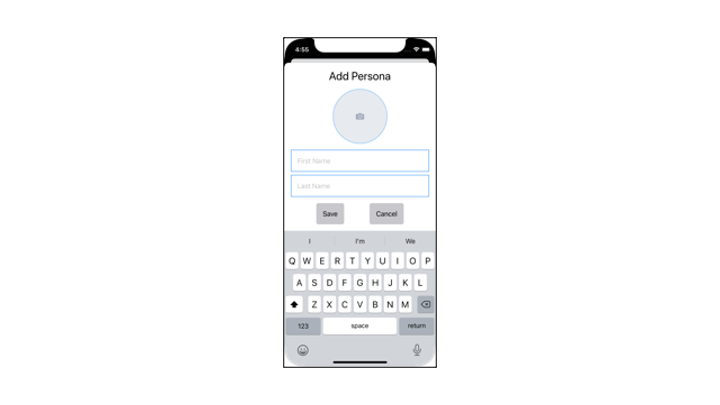 4:55
Add Persona
First Name
Last Name
Save Cancel
I I'm We
Q W E R T Y U I O P
A S D F G H J K L
Z X C V B N M
123 space return